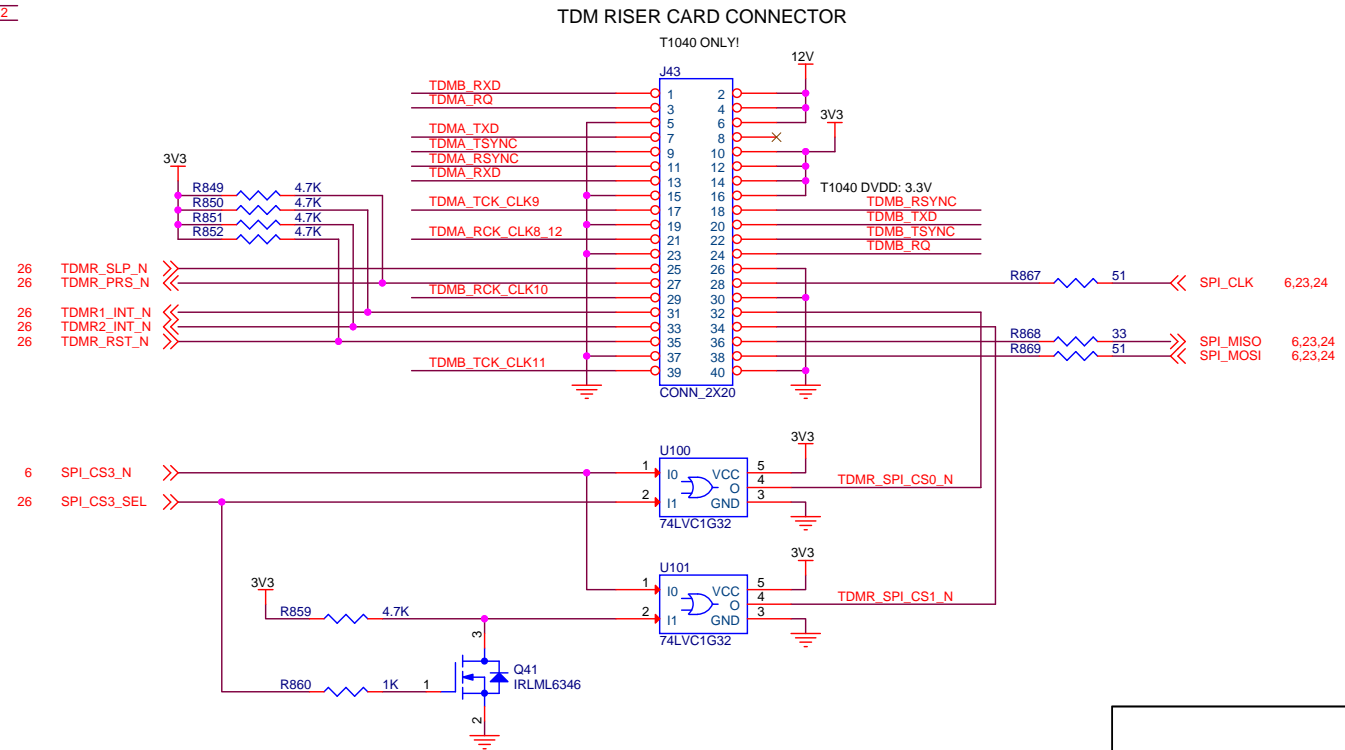 2
TDM RISER CARD CONNECTOR
T1040 ONLY!
12V
J43
TDMB_RXD 1 2
TDMA_RQ 3 4
5 6 3V3
TDMA_TXD 7 8
TDMA_TSYNC 9 10
TDMA_RSYNC 11 12
TDMA_RXD 13 14
3V3
15 16 T1040 DVDD: 3.3V
R849 4.7K
R850 4.7K
R851 4.7K
R852 4.7K
TDMA_TCK_CLK9 17 18 TDMB_RSYNC
19 20 TDMB_TXD
TDMA_RCK_CLK8_12 21 22 TDMB_TSYNC
23 24 TDMB_RQ
26 TDMR_SLP_N 25 26
26 TDMR_PRS_N 27 28 R867 51 SPI_CLK 6,23,24
TDMB_RCK_CLK10 29 30
26 TDMR1_INT_N 31 32
26 TDMR2_INT_N 33 34
26 TDMR_RST_N 35 36 R868 33 SPI_MISO 6,23,24
37 38 R869 51 SPI_MOSI 6,23,24
TDMB_TCK_CLK11 39 40
CONN_2X20
3V3
U100
6 SPI_CS3_N 1 I0 VCC 5
O 4 TDMR_SPI_CS0_N
26 SPI_CS3_SEL 2 I1 GND 3
74LVC1G32
3V3
U101
1 I0 VCC 5
3V3
O 4 TDMR_SPI_CS1_N
R859 4.7K 2 I1 GND 3
74LVC1G32
3
Q41
R860 1K 1 IRLML6346
2